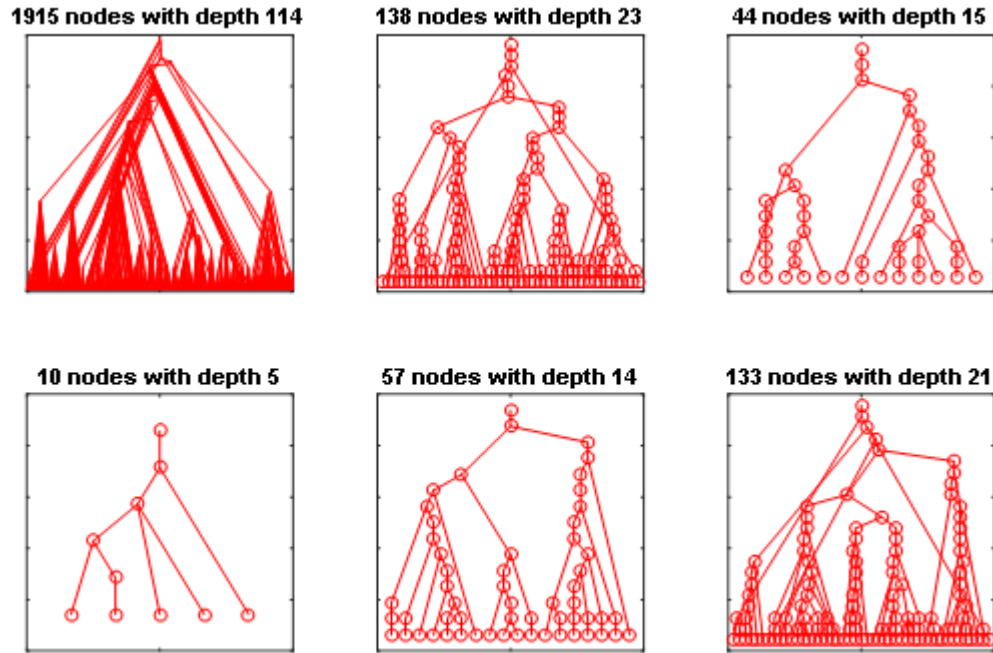 1915 nodes with depth 114
138 nodes with depth 23
44 nodes with depth 15
10 nodes with depth 5
57 nodes with depth 14
133 nodes with depth 21